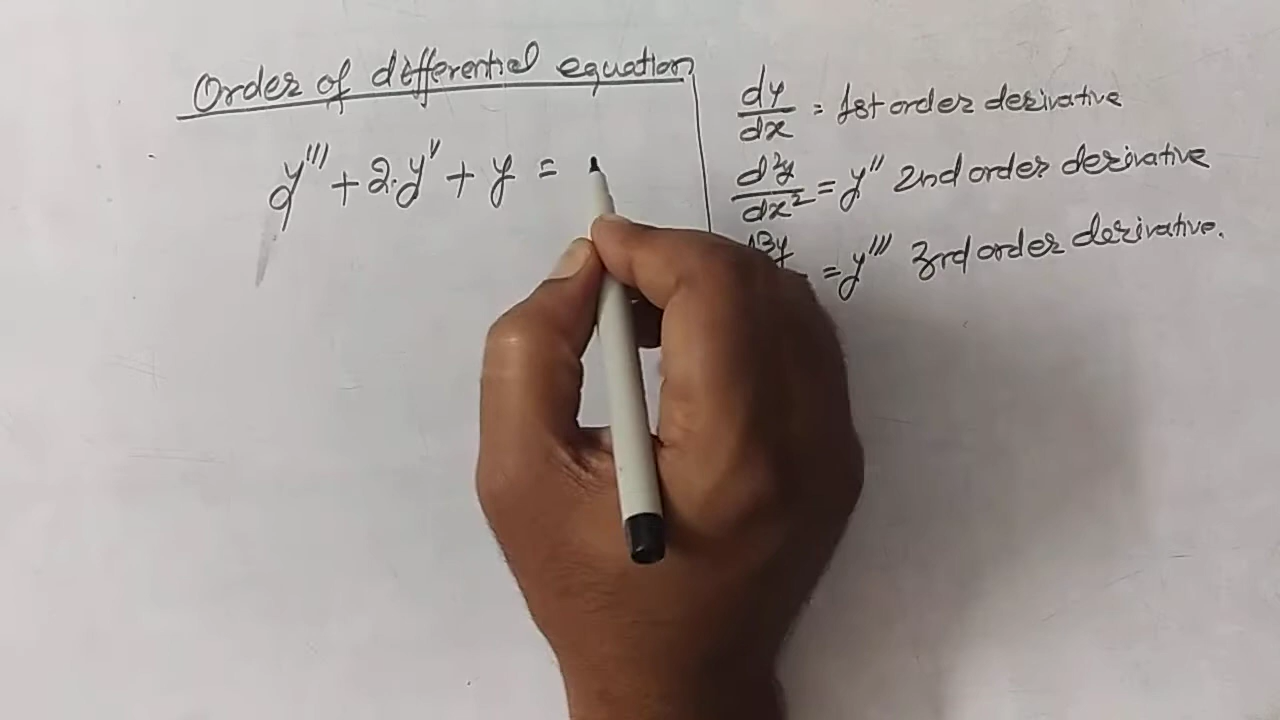 Order of differential equation
y''' + 2.y' + y =
dy/dx = 1st order derivative
d²y/dx² = y'' 2nd order derivative
= y''' 3rd order derivative.